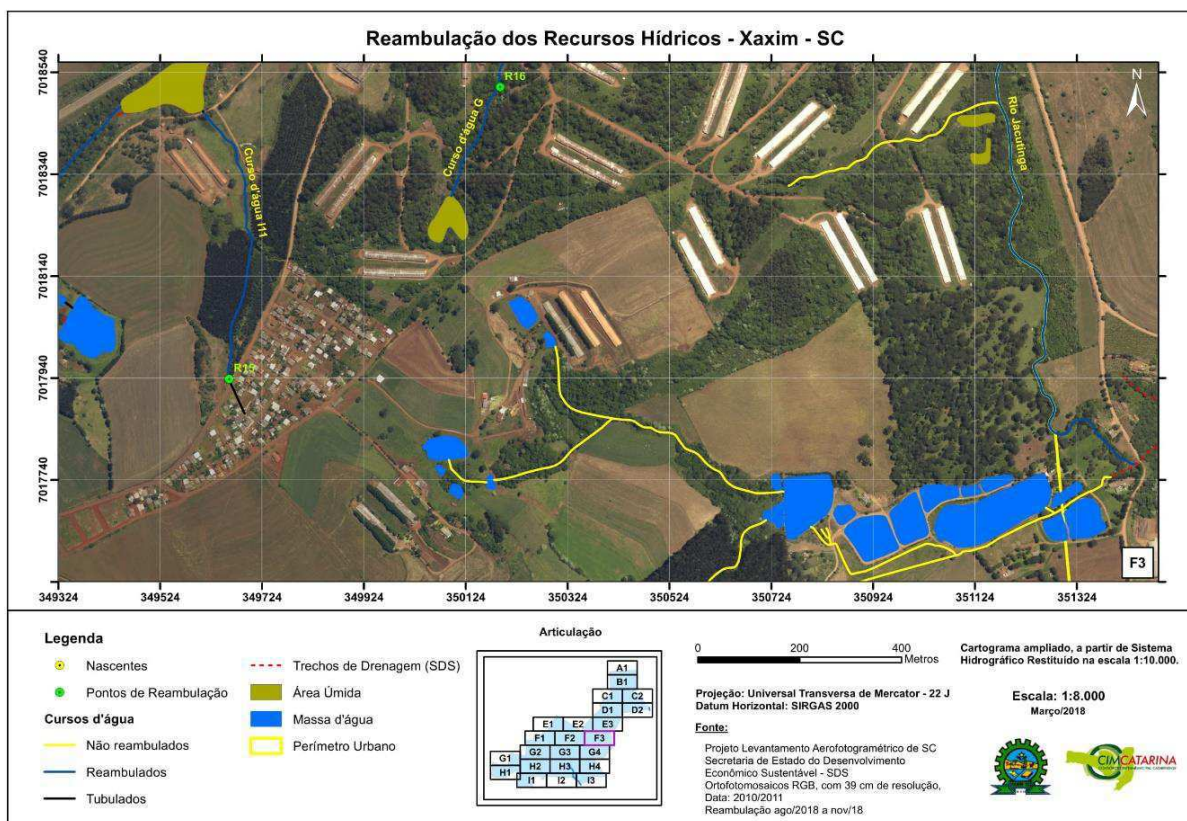 Reambulação dos Recursos Hídricos - Xaxim - SC
7018540
7018340
7018140
7017940
7017740
R16
Curso d'água G
Curso d'água I11
Rio Jacutinga
N
R15
F3
349324
349524
349724
349924
350124
350324
350524
350724
350924
351124
351324
Legenda
Nascentes
Pontos de Reambulação
Cursos d'água
Não reambulados
Reambulados
Tubulados
Trechos de Drenagem (SDS)
Área Úmida
Massa d'água
Perímetro Urbano
Articulação
A1
B1
C1 C2
D1 D2
E1 E2 E3
F1 F2 F3
G1 G2 G3 G4
H1 H2 H3 H4
I1 I2 I3
0 200 400
Metros
Projeção: Universal Transversa de Mercator - 22 J
Datum Horizontal: SIRGAS 2000
Fonte:
Projeto Levantamento Aerofotogramétrico de SC
Secretaria de Estado do Desenvolvimento
Econômico Sustentável - SDS
Ortofotomosaicos RGB, com 39 cm de resolução,
Data: 2010/2011
Reambulação ago/2018 a nov/18
Cartograma ampliado, a partir de Sistema
Hidrográfico Restituído na escala 1:10.000.
Escala: 1:8.000
Março/2018
CIMCATARINA